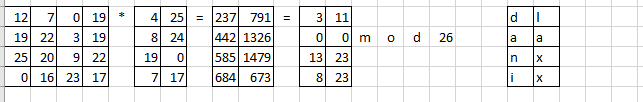 12 7 0 19 * 4 25 = 237 791 = 3 11 d l
19 22 3 19 8 24 442 1326 0 0 m o d 26 a a
25 20 9 22 19 0 585 1479 13 23 n x
0 16 23 17 7 17 684 673 8 23 i x